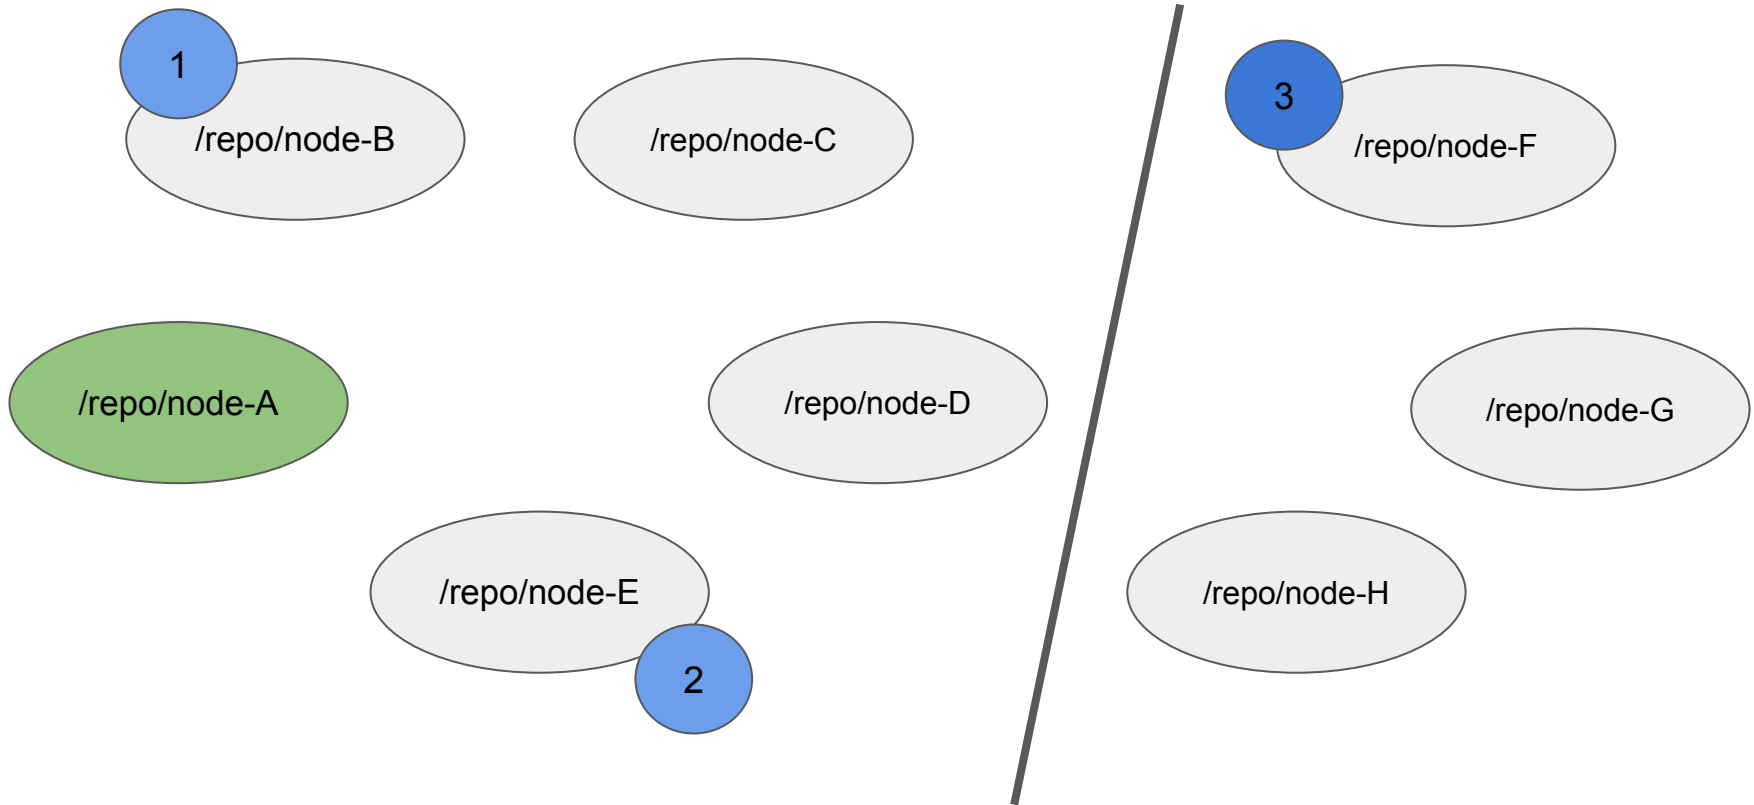 1
/repo/node-B
/repo/node-C
3
/repo/node-F
/repo/node-A
/repo/node-D
/repo/node-G
/repo/node-E
2
/repo/node-H